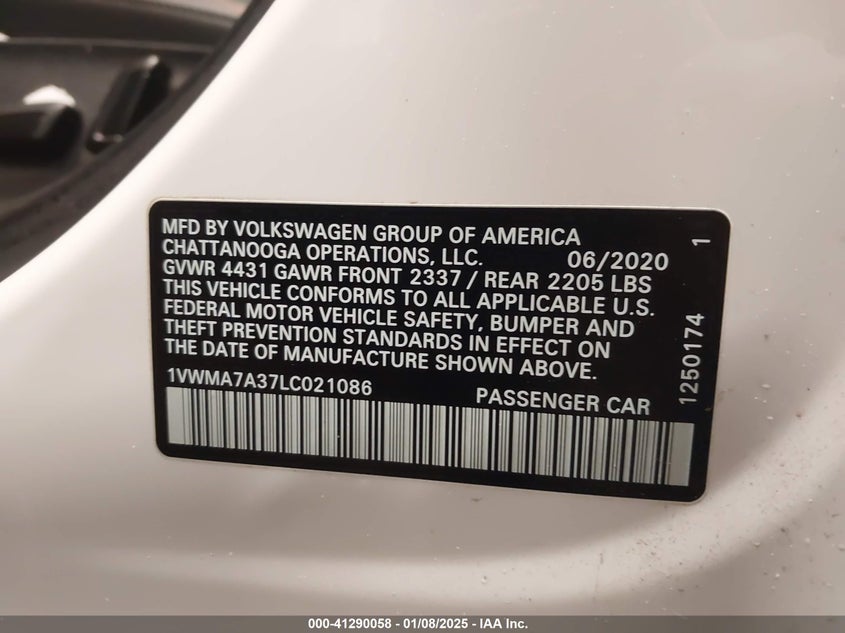 MFD BY VOLKSWAGEN GROUP OF AMERICA
CHATTANOOGA OPERATIONS, LLC. 06/2020
GVWR 4431 GAWR FRONT 2337 / REAR 2205 LBS
THIS VEHICLE CONFORMS TO ALL APPLICABLE U.S.
FEDERAL MOTOR VEHICLE SAFETY, BUMPER AND
THEFT PREVENTION STANDARDS IN EFFECT ON
THE DATE OF MANUFACTURE SHOWN ABOVE.
1VWMA7A37LC021086 PASSENGER CAR
1250174 1
000-41290058 - 01/08/2025 - IAA Inc.